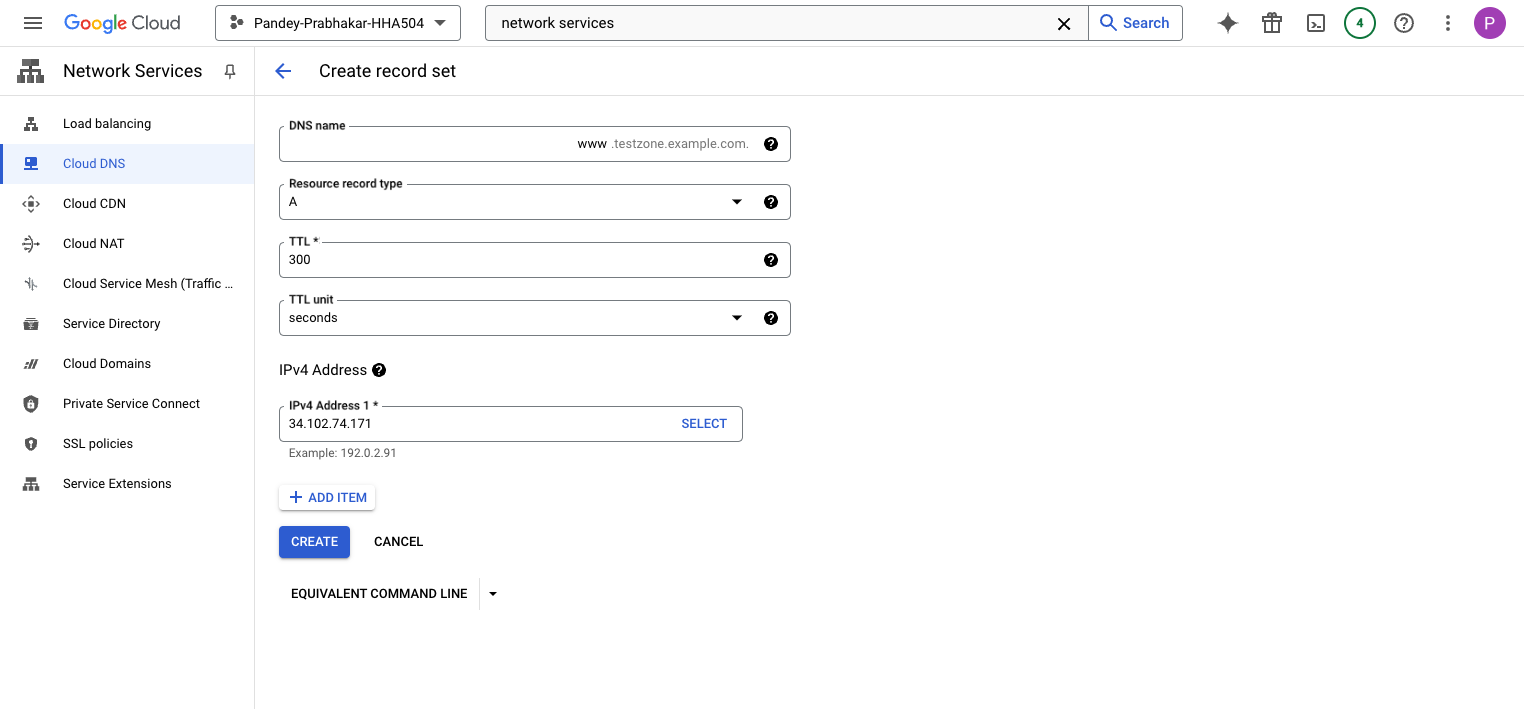 Google Cloud
Pandey-Prabhakar-HHA504
network services
Search
4
P
Network Services
Create record set
Load balancing
Cloud DNS
Cloud CDN
Cloud NAT
Cloud Service Mesh (Traffic ...
Service Directory
Cloud Domains
Private Service Connect
SSL policies
Service Extensions
DNS name
www .testzone.example.com.
Resource record type
A
TTL *
300
TTL unit
seconds
IPv4 Address
IPv4 Address 1 *
34.102.74.171 SELECT
Example: 192.0.2.91
ADD ITEM
CREATE CANCEL
EQUIVALENT COMMAND LINE